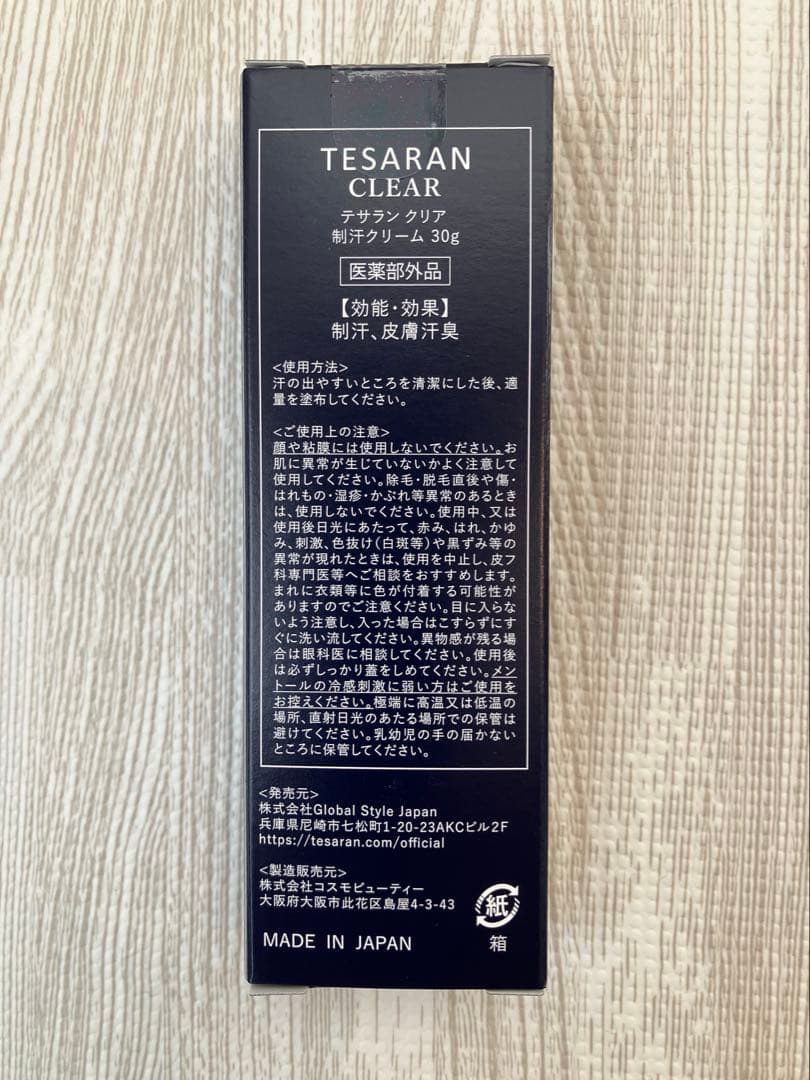 TESARAN
CLEAR
テサラン クリア
制汗クリーム 30g
医薬部外品
【効能・効果】
制汗、皮膚汗臭
<使用方法>
汗の出やすいところを清潔にした後、適
量を塗布してください。
<ご使用上の注意>
顔や粘膜には使用しないでください。お
肌に異常が生じていないかよく注意して
使用してください。除毛・脱毛直後や傷・
はれもの・湿疹・かぶれ等異常のあるとき
は、使用しないでください。使用中、又は
使用後日光にあたって、赤み、はれ、かゆ
み、刺激、色抜け(白斑等)や黒ずみ等の
異常が現れたときは、使用を中止し、皮フ
科専門医等へご相談をおすすめします。
まれに衣類等に色が付着する可能性が
ありますのでご注意ください。目に入らな
いよう注意し、入った場合はこすらずにす
ぐに洗い流してください。異物感が残る場
合は眼科医に相談してください。使用後
は必ずしっかり蓋をしめてください。メン
トールの冷感刺激に弱い方はご使用を
お控えください。極端に高温又は低温の
場所、直射日光のあたる場所での保管は
避けてください。乳幼児の手の届かない
ところに保管してください。
<発売元>
株式会社Global Style Japan
兵庫県尼崎市七松町1-20-23AKCビル2F
https://tesaran.com/official
<製造販売元>
株式会社コスモビューティー
大阪府大阪市此花区島屋4-3-43
紙
MADE IN JAPAN
箱